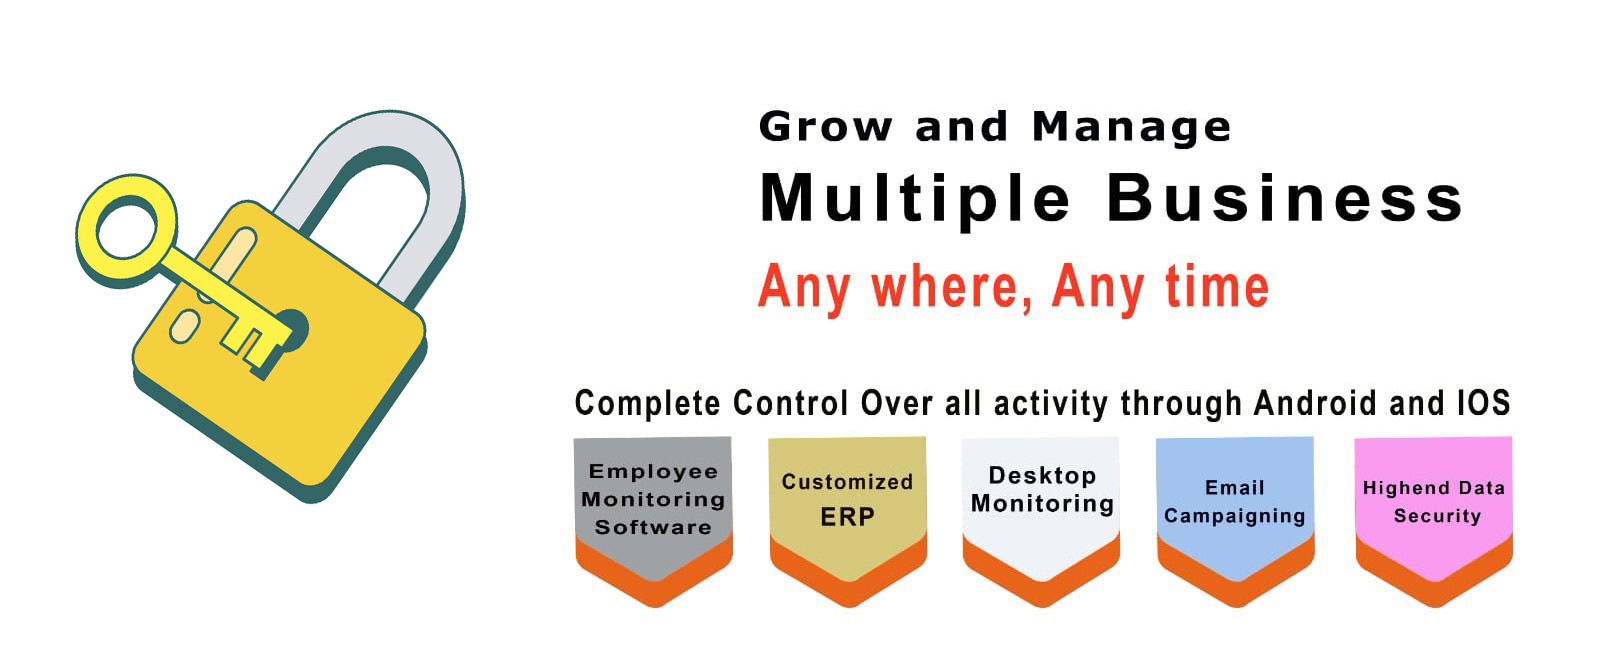 Grow and Manage
Multiple Business
Any where, Any time
Complete Control Over all activity through Android and IOS
Employee
Monitoring
Software
Customized
ERP
Desktop
Monitoring
Email
Campaigning
Highend Data
Security